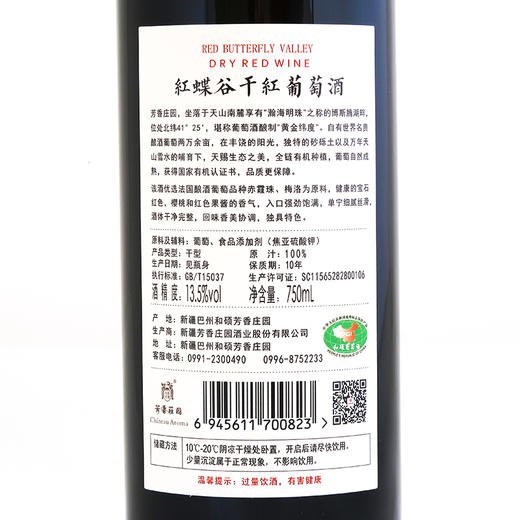 RED BUTTERFLY VALLEY
DRY RED WINE
紅蝶谷干紅葡萄酒
芳香庄园，坐落于天山南麓享有“瀚海明珠”之称的博斯腾湖畔，
位处北纬41° 25′，堪称葡萄酒酿制“黄金纬度”。自有世界名贵
酿酒葡萄两万余亩，在丰饶的阳光，独特的砂砾土以及万年天
山雪水的哺育下，天赐生态之美，全链有机种植，葡萄自然成
熟，获得国家有机认证书，品质更保障。
该酒优选法国酿酒葡萄品种赤霞珠、梅洛为原料，健康的宝石
红色，樱桃和红色果酱的香气，入口强劲饱满，单宁细腻丝滑，
酒体干净完整，回味香美协调，独具特色。
原料及辅料：葡萄、食品添加剂（焦亚硫酸钾）
产品类型：干型 原 汁：100%
生产日期：见瓶身 保质期：10年
执行标准：GB/T15037 生产许可证：SC11565282800106
酒精 度：13.5%vol 净含量：750mL
产 地：新疆巴州和硕芳香庄园
生产商：新疆芳香庄园酒业股份有限公司
地 址：新疆巴州和硕芳香庄园
客服电话：0991-2300490 0996-8752233
芳香莊園
Château Aroma
6 945611 700823 >
储藏方法
10℃-20℃阴凉干燥处卧置，开启后请尽快饮用。
少量沉淀属于正常现象，不影响饮用。
温馨提示：过量饮酒，有害健康